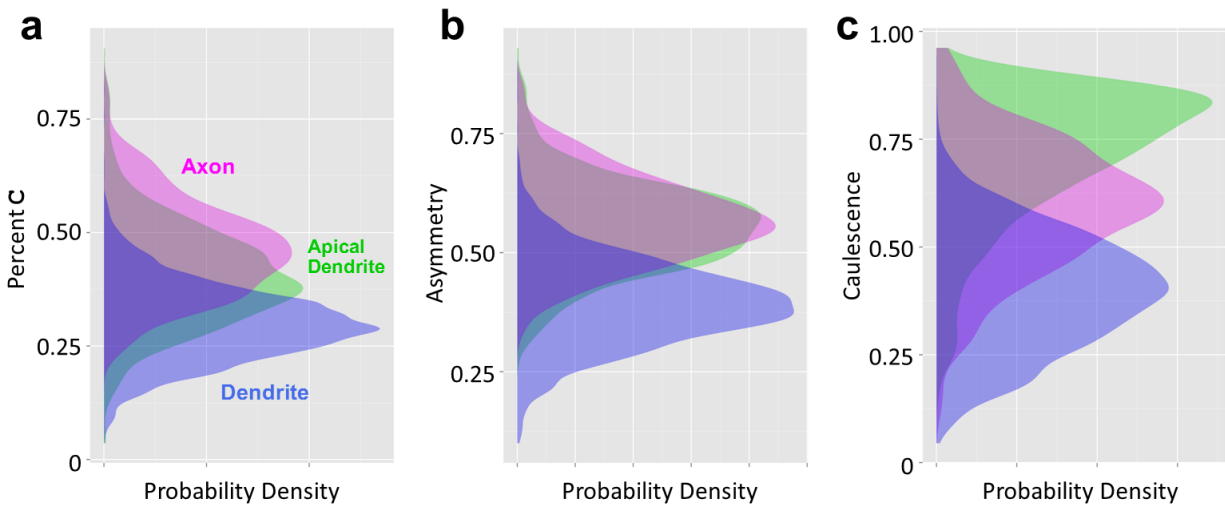 a
Percent C
0.75
0.50
0.25
0
Axon
Apical
Dendrite
Dendrite
Probability Density
b
Asymmetry
0.75
0.50
0.25
Probability Density
c
Caulescence
1.00
0.75
0.50
0.25
0
Probability Density